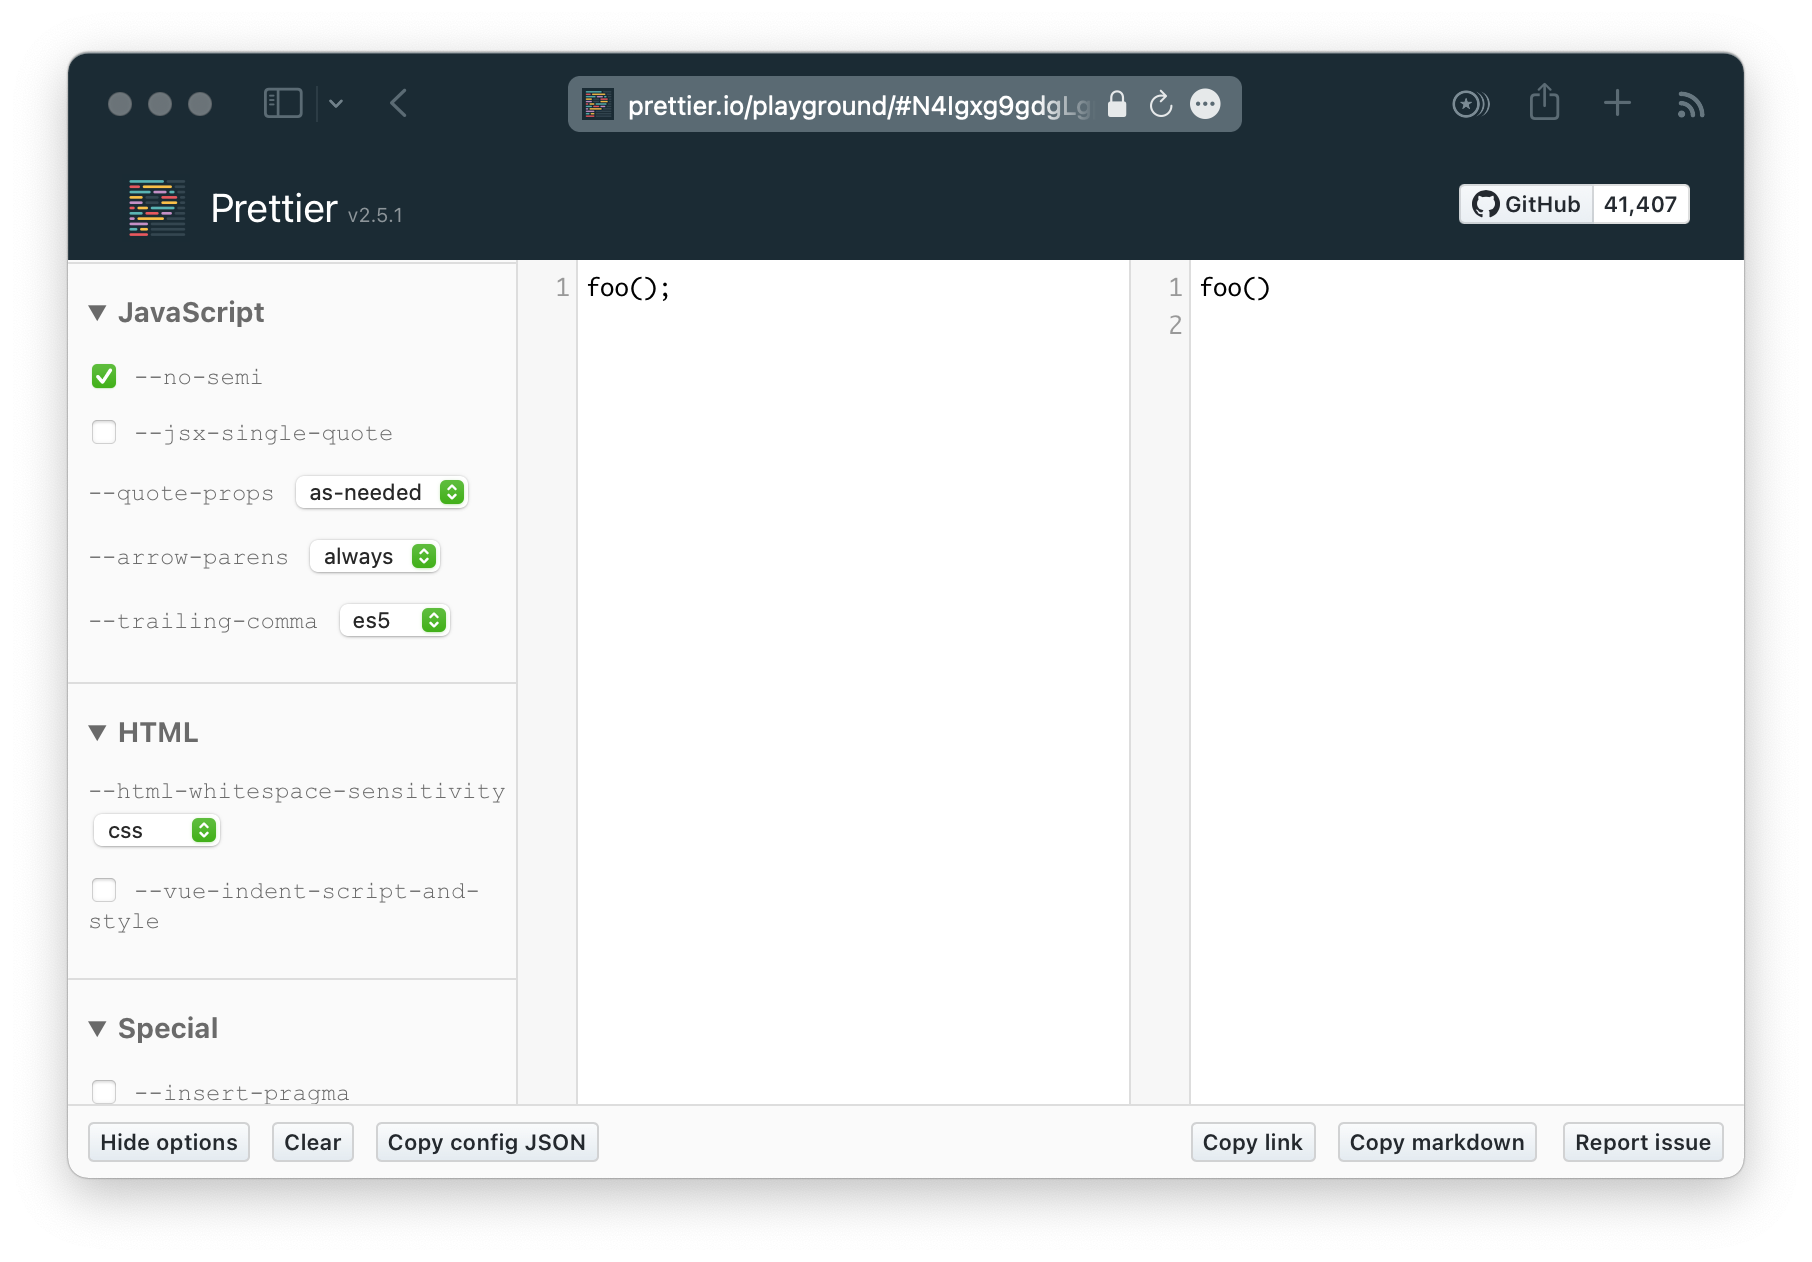 prettier.io/playground/#N4Igxg9gdgLg
Prettier v2.5.1
GitHub 41,407
▼ JavaScript
--no-semi
--jsx-single-quote
--quote-props as-needed
--arrow-parens always
--trailing-comma es5
▼ HTML
--html-whitespace-sensitivity
css
--vue-indent-script-and-
style
▼ Special
--insert-pragma
1 foo();
1 foo()
2
Hide options Clear Copy config JSON Copy link Copy markdown Report issue